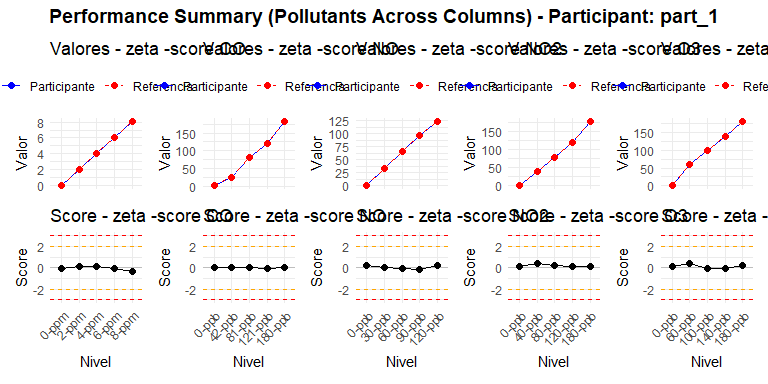 Performance Summary (Pollutants Across Columns) - Participant: part_1
Valores - zeta -score CO Valores - zeta -score NO Valores - zeta -score NO2 Valores - zeta -score O3 Valores - zeta -
Participante Referencia Participante Referencia Participante Referencia Participante Referencia Participante Refere
8 6 4 2 0
Valor
150 100 50 0
Valor
125 100 75 50 25 0
Valor
150 100 50 0
Valor
150 100 50 0
Valor
Score - zeta -score CO Score - zeta -score NO Score - zeta -score NO2 Score - zeta -score O3 Score - zeta -
2 0 -2
Score
2 0 -2
Score
2 0 -2
Score
2 0 -2
Score
2 0 -2
Score
0-ppm 2-ppm 4-ppm 6-ppm 8-ppm
0-ppb 42-ppb 81-ppb 121-ppb 180-ppb
0-ppb 30-ppb 60-ppb 90-ppb 120-ppb
0-ppb 40-ppb 80-ppb 120-ppb 180-ppb
0-ppb 60-ppb 100-ppb 140-ppb 180-ppb
Nivel Nivel Nivel Nivel Nivel